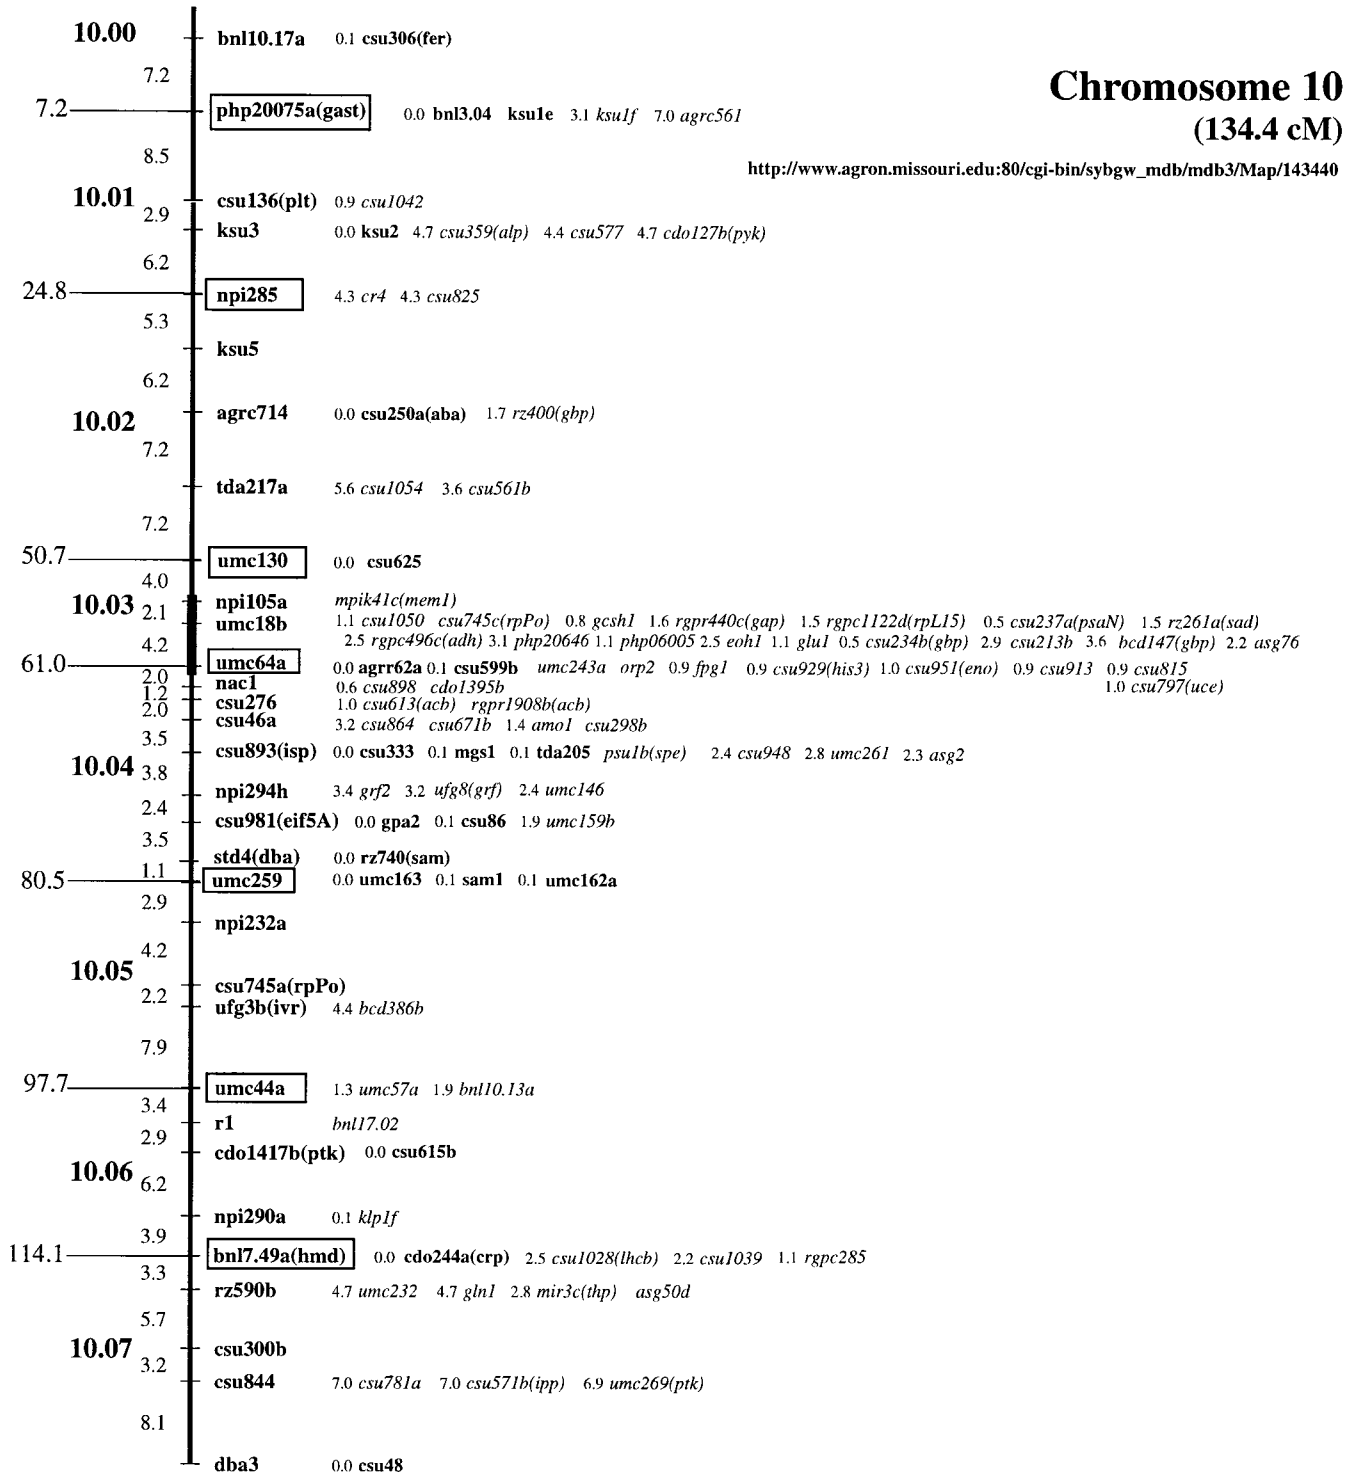 10.00 bnl10.17a 0.1 csu306(fer)
Chromosome 10
(134.4 cM)
http://www.agron.missouri.edu:80/cgi-bin/sybgw_mdb/mdb3/Map/143440
7.2
7.2 php20075a(gast) 0.0 bnl3.04 ksu1e 3.1 ksu1f 7.0 agrc561
8.5
10.01 csu136(plt) 0.9 csu1042
2.9
ksu3 0.0 ksu2 4.7 csu359(alp) 4.4 csu577 4.7 cdo127b(pyk)
6.2
24.8 npi285 4.3 cr4 4.3 csu825
5.3
ksu5
6.2
10.02 agrc714 0.0 csu250a(aba) 1.7 rz400(gbp)
7.2
tda217a 5.6 csu1054 3.6 csu561b
7.2
50.7 umc130 0.0 csu625
4.0
10.03 npi105a mpik41c(mem1)
2.1
umc18b 1.1 csu1050 csu745c(rpPo) 0.8 gcsh1 1.6 rgpr440c(gap) 1.5 rgpc1122d(rpL15) 0.5 csu237a(psaN) 1.5 rz261a(sad)
4.2 2.5 rgpc496c(adh) 3.1 php20646 1.1 php06005 2.5 eoh1 1.1 glu1 0.5 csu234b(gbp) 2.9 csu213b 3.6 bcd147(gbp) 2.2 asg76
61.0 umc64a 0.0 agrr62a 0.1 csu599b umc243a orp2 0.9 fpg1 0.9 csu929(his3) 1.0 csu951(eno) 0.9 csu913 0.9 csu815
2.0
nac1 0.6 csu898 cdo1395b 1.0 csu797(uce)
1.2
csu276 1.0 csu613(acb) rgpr1908b(acb)
2.0
csu46a 3.2 csu864 csu671b 1.4 amo1 csu298b
3.5
csu893(isp) 0.0 csu333 0.1 mgs1 0.1 tda205 psu1b(spe) 2.4 csu948 2.8 umc261 2.3 asg2
10.04 3.8
npi294h 3.4 grf2 3.2 ufg8(grf) 2.4 umc146
2.4
csu981(eif5A) 0.0 gpa2 0.1 csu86 1.9 umc159b
3.5
std4(dba) 0.0 rz740(sam)
1.1
80.5 umc259 0.0 umc163 0.1 sam1 0.1 umc162a
2.9
npi232a
4.2
10.05
csu745a(rpPo)
2.2
ufg3b(ivr) 4.4 bcd386b
7.9
97.7 umc44a 1.3 umc57a 1.9 bnl10.13a
3.4
r1 bnl17.02
2.9
cdo1417b(ptk) 0.0 csu615b
10.06 6.2
npi290a 0.1 klp1f
3.9
114.1 bnl7.49a(hmd) 0.0 cdo244a(crp) 2.5 csu1028(lhcb) 2.2 csu1039 1.1 rgpc285
3.3
rz590b 4.7 umc232 4.7 gln1 2.8 mir3c(thp) asg50d
5.7
10.07 csu300b
3.2
csu844 7.0 csu781a 7.0 csu571b(ipp) 6.9 umc269(ptk)
8.1
dba3 0.0 csu48